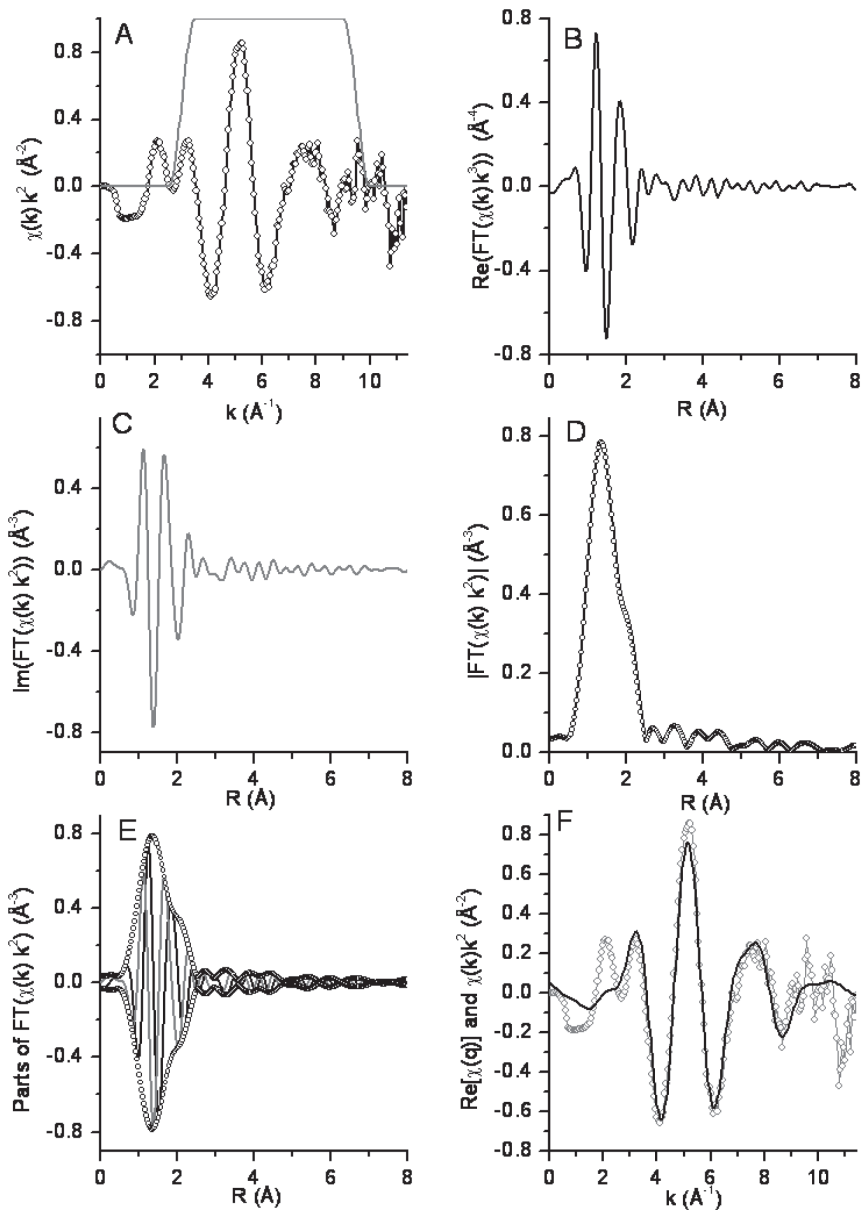 A
χ(k) k² (Å⁻²)
0.8
0.4
0.0
-0.4
-0.8
0 2 4 6 8 10
k (Å⁻¹)
B
Re(FT(χ(k) k³)) (Å⁻⁴)
0.8
0.4
0.0
-0.4
-0.8
0 2 4 6 8
R (Å)
C
Im(FT(χ(k) k²)) (Å⁻³)
0.4
0.0
-0.4
-0.8
0 2 4 6 8
R (Å)
D
|FT(χ(k) k²)| (Å⁻³)
0.8
0.6
0.4
0.2
0.0
0 2 4 6 8
R (Å)
E
Parts of FT(χ(k) k²) (Å⁻³)
0.8
0.4
0.0
-0.4
-0.8
0 2 4 6 8
R (Å)
F
Re[χ(q)] and χ(k)k² (Å⁻²)
0.8
0.6
0.4
0.2
0.0
-0.2
-0.4
-0.6
-0.8
0 2 4 6 8 10
k (Å⁻¹)